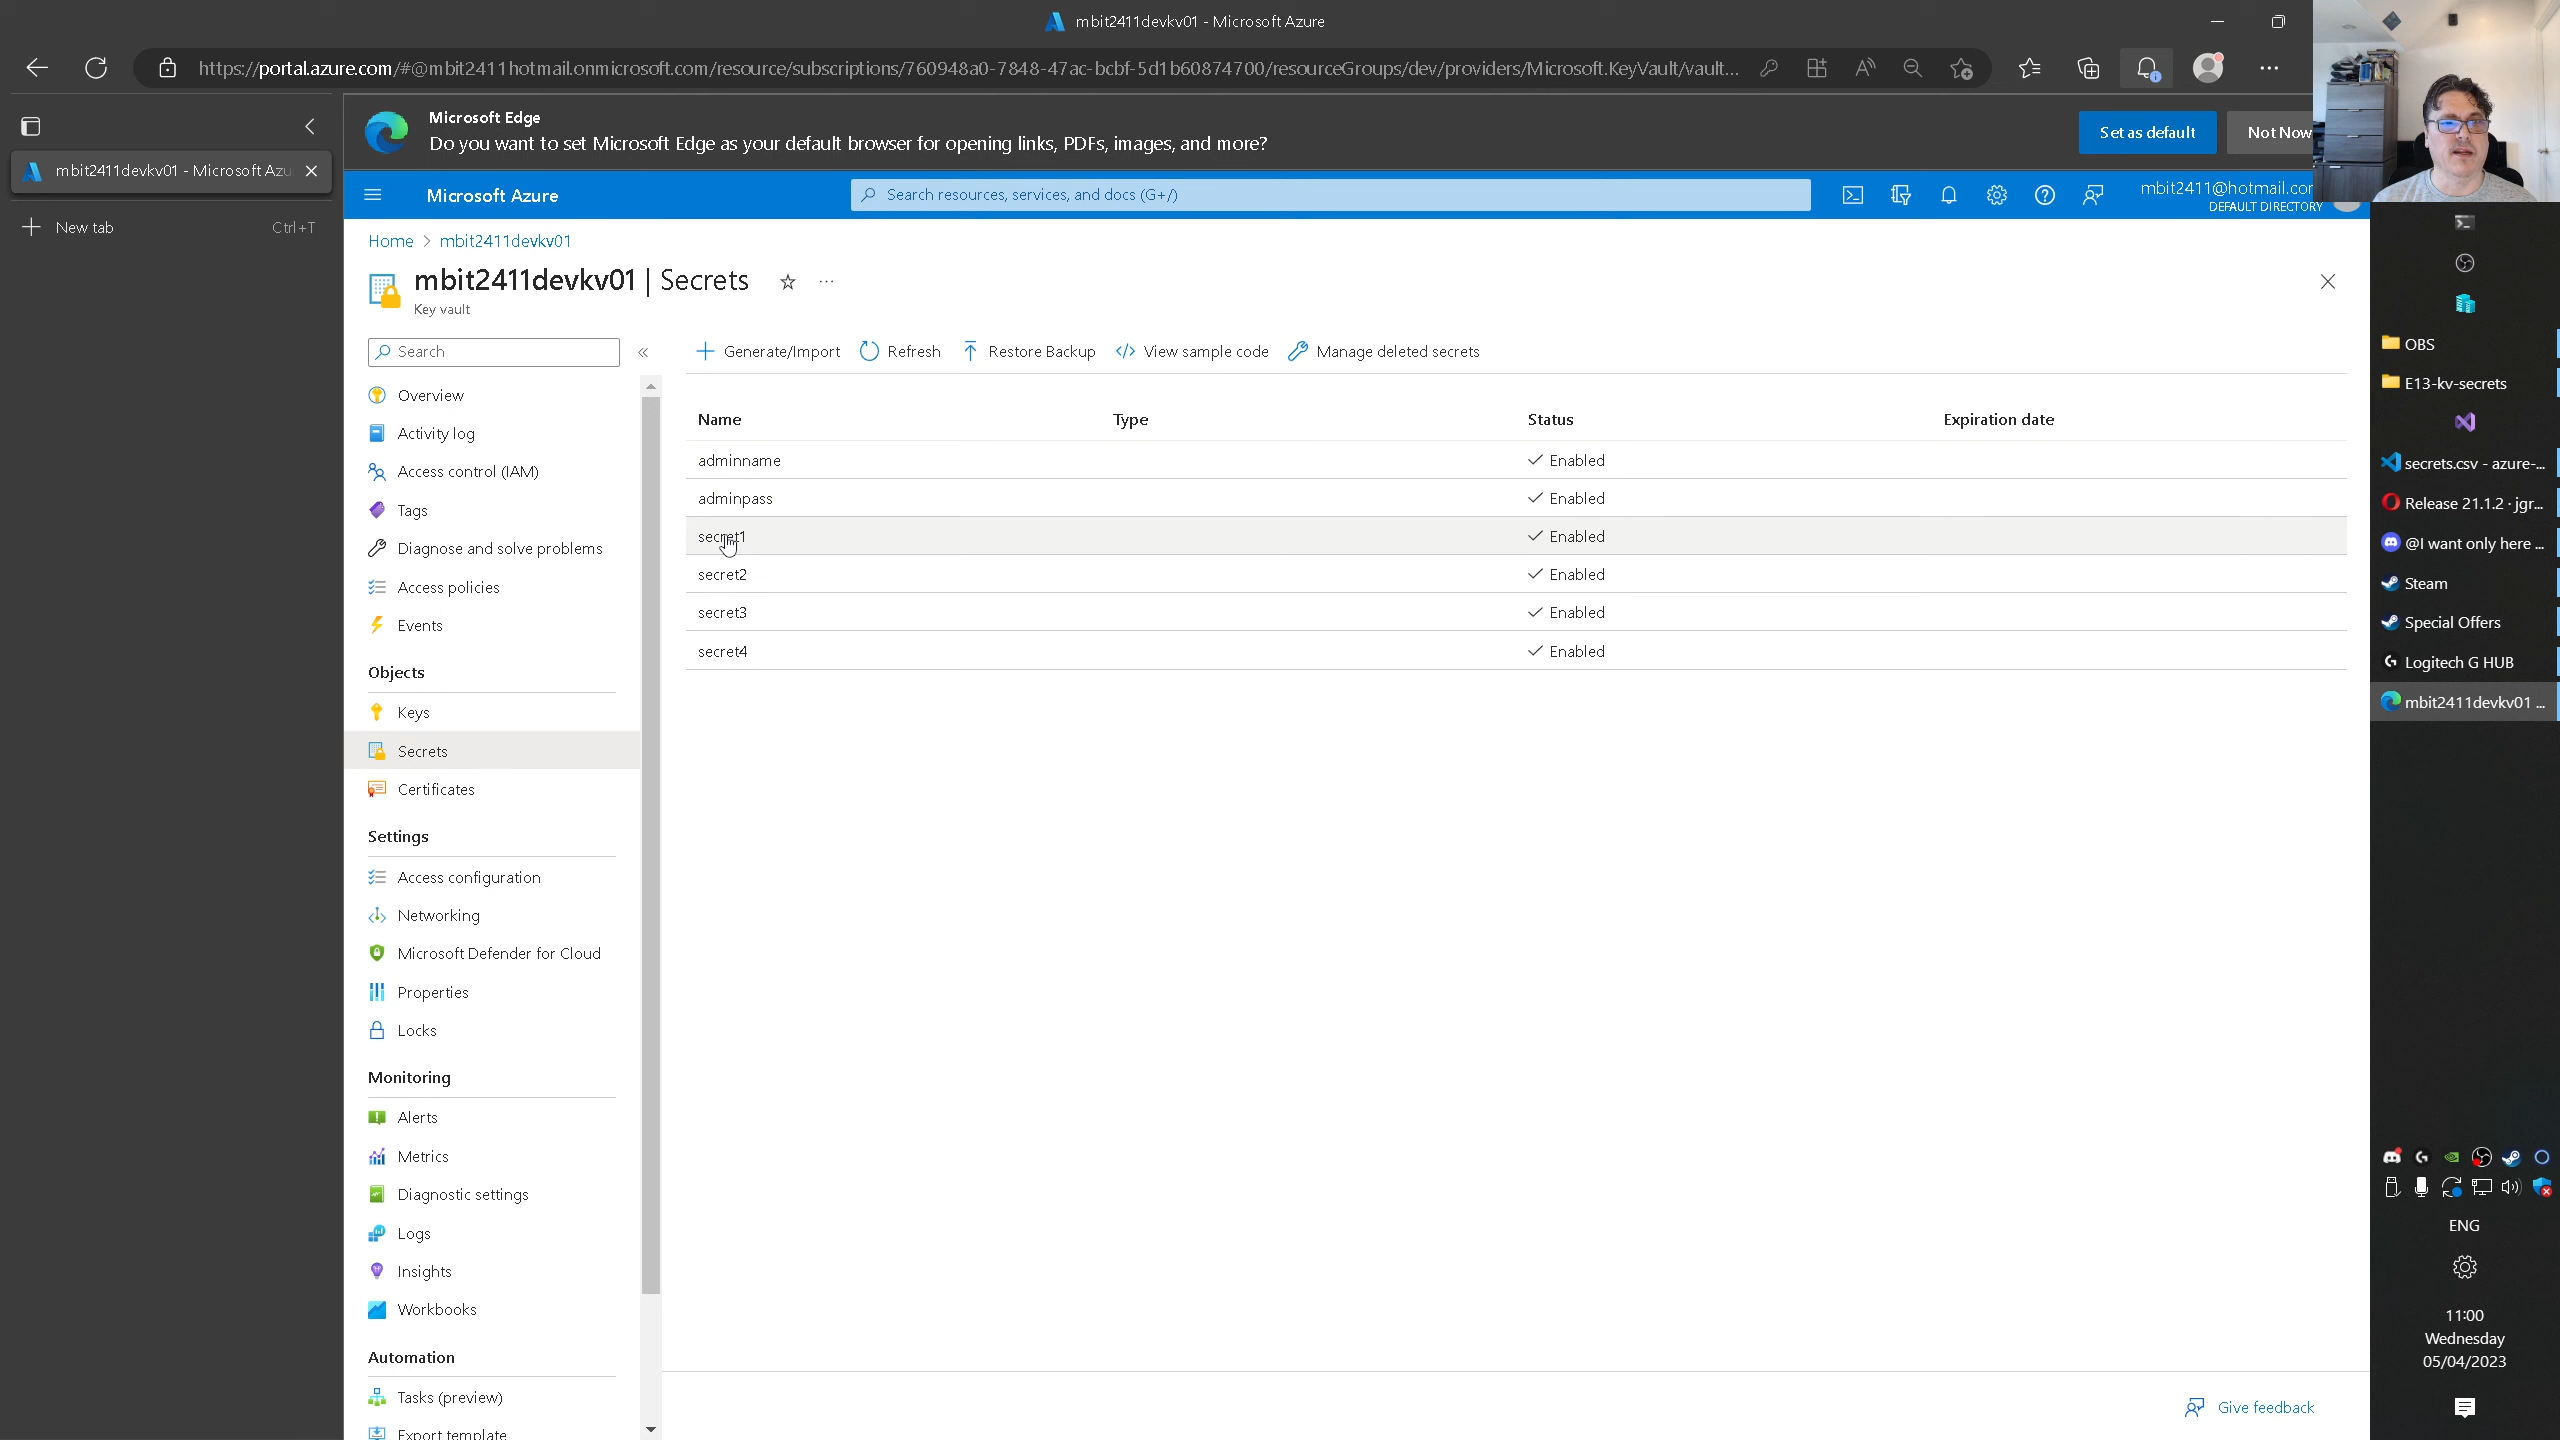 mbit2411devkv01 - Microsoft Azure
https://portal.azure.com/#@mbit2411hotmail.onmicrosoft.com/resource/subscriptions/760948a0-7848-47ac-bcbf-5d1b60874700/resourceGroups/dev/providers/Microsoft.KeyVault/vault...
mbit2411devkv01 - Microsoft Azu
New tab Ctrl+T
Microsoft Edge
Do you want to set Microsoft Edge as your default browser for opening links, PDFs, images, and more?
Set as default
Not Now
Microsoft Azure
Search resources, services, and docs (G+/)
mbit2411@hotmail.com
DEFAULT DIRECTORY
Home > mbit2411devkv01
mbit2411devkv01 | Secrets
Key vault
Search
Overview
Activity log
Access control (IAM)
Tags
Diagnose and solve problems
Access policies
Events
Objects
Keys
Secrets
Certificates
Settings
Access configuration
Networking
Microsoft Defender for Cloud
Properties
Locks
Monitoring
Alerts
Metrics
Diagnostic settings
Logs
Insights
Workbooks
Automation
Tasks (preview)
Export template
Generate/Import Refresh Restore Backup View sample code Manage deleted secrets
Name Type Status Expiration date
adminname Enabled
adminpass Enabled
secret1 Enabled
secret2 Enabled
secret3 Enabled
secret4 Enabled
Give feedback
OBS
E13-kv-secrets
secrets.csv - azure-...
Release 21.1.2 · jgr...
@I want only here ...
Steam
Special Offers
Logitech G HUB
mbit2411devkv01 ...
ENG
11:00
Wednesday
05/04/2023